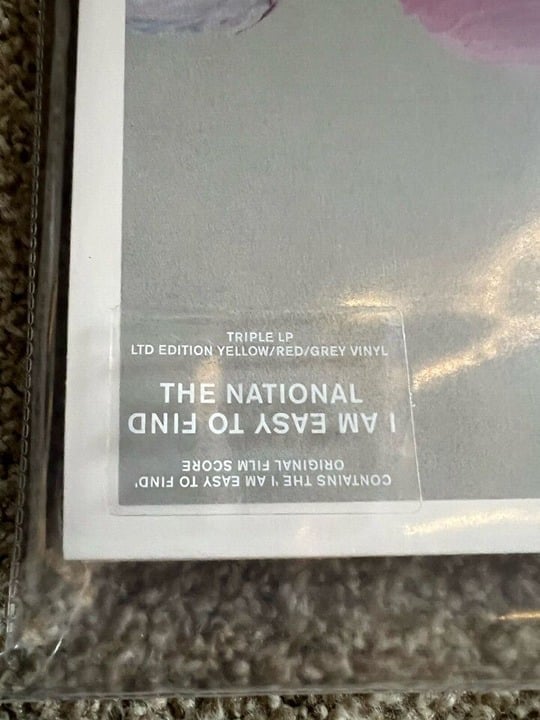 TRIPLE LP
LTD EDITION YELLOW/RED/GREY VINYL
THE NATIONAL
I AM EASY TO FIND
CONTAINS THE 'I AM EASY TO FIND'
ORIGINAL FILM SCORE